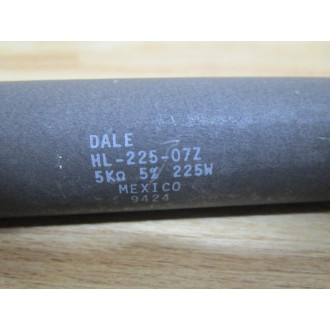 DALE
HL-225-07Z
5KΩ 5% 225W
MEXICO
9424